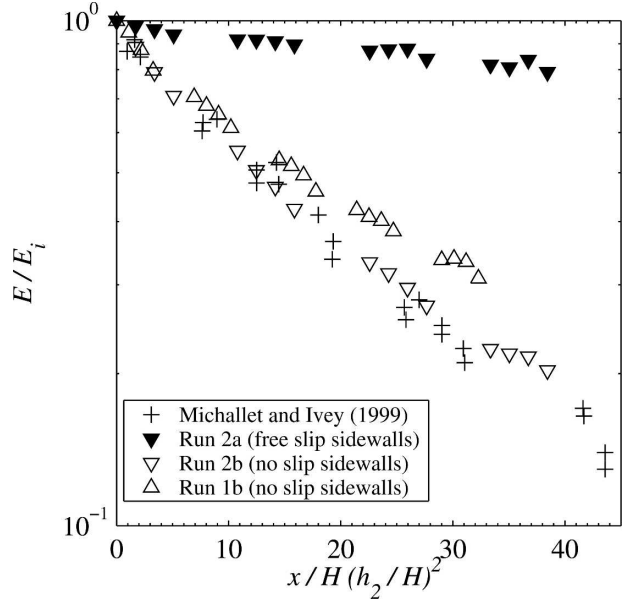 10^0
E / E_i
Michallet and Ivey (1999)
Run 2a (free slip sidewalls)
Run 2b (no slip sidewalls)
Run 1b (no slip sidewalls)
10^-1
0 10 20 30 40
x / H (h_2 / H)^2